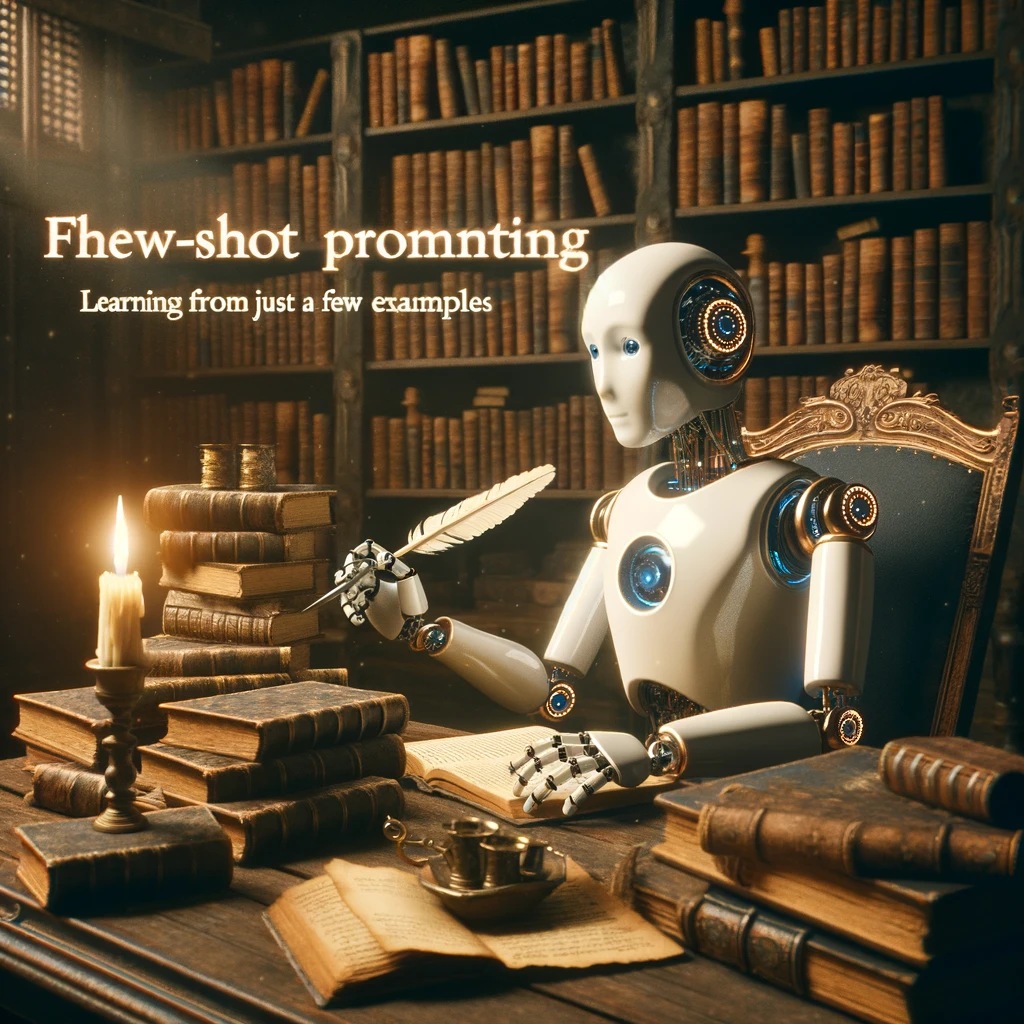 Fhew-shot promnting
Learning from just a few examples